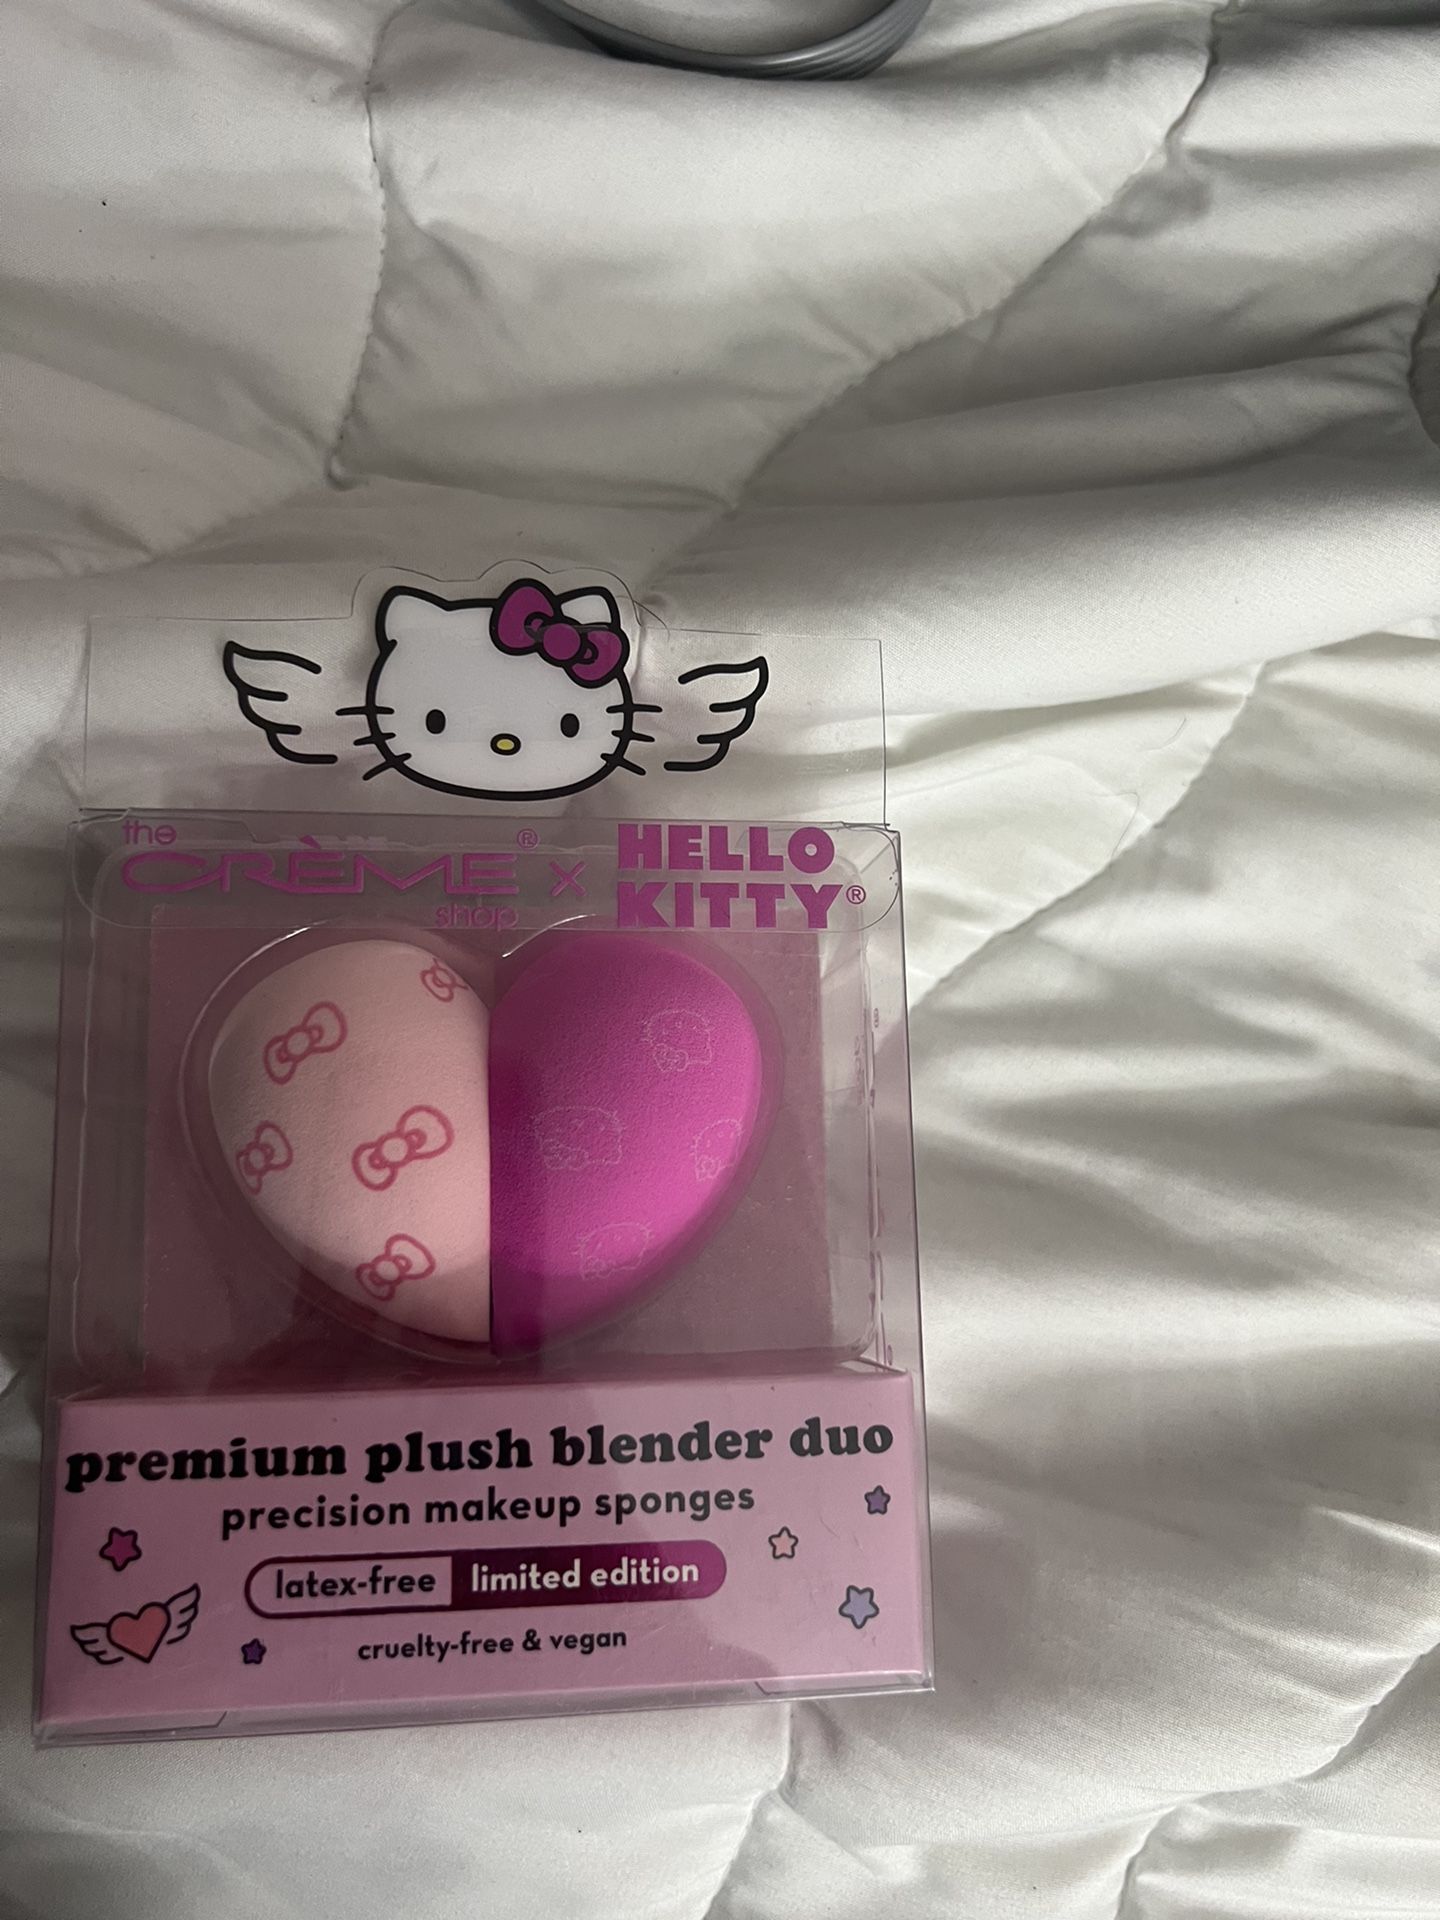 the
CRÈME® x HELLO
shop KITTY®
premium plush blender duo
precision makeup sponges
latex-free limited edition
cruelty-free & vegan